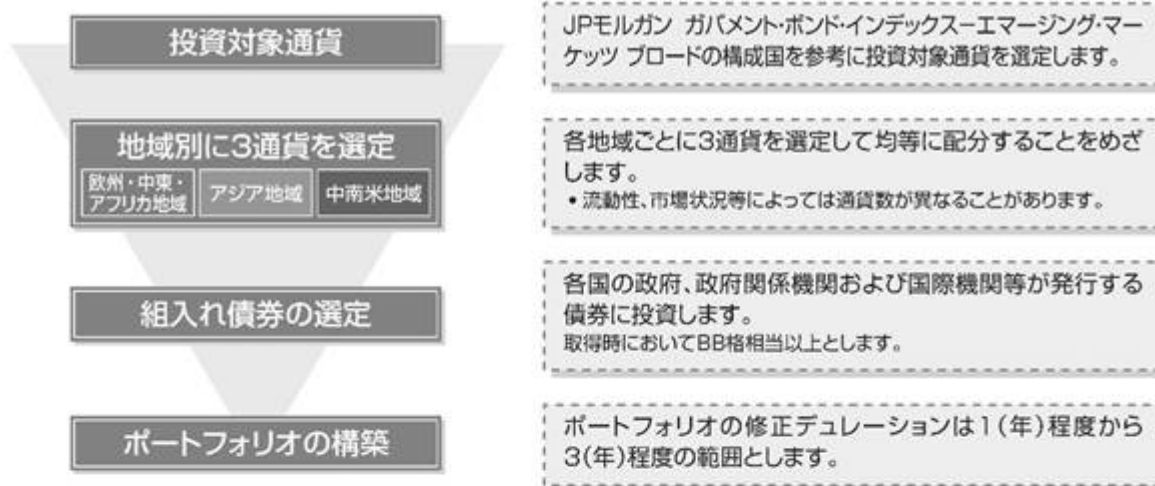 投資対象通貨
JPモルガン ガバメント・ボンド・インデックス－エマージング・マー
ケッツ ブロードの構成国を参考に投資対象通貨を選定します。
地域別に3通貨を選定
欧州・中東・
アフリカ地域
アジア地域
中南米地域
各地域ごとに3通貨を選定して均等に配分することをめざ
します。
• 流動性、市場状況等によっては通貨数が異なることがあります。
組入れ債券の選定
各国の政府、政府関係機関および国際機関等が発行する
債券に投資します。
取得時においてBB格相当以上とします。
ポートフォリオの構築
ポートフォリオの修正デュレーションは1(年)程度から
3(年)程度の範囲とします。